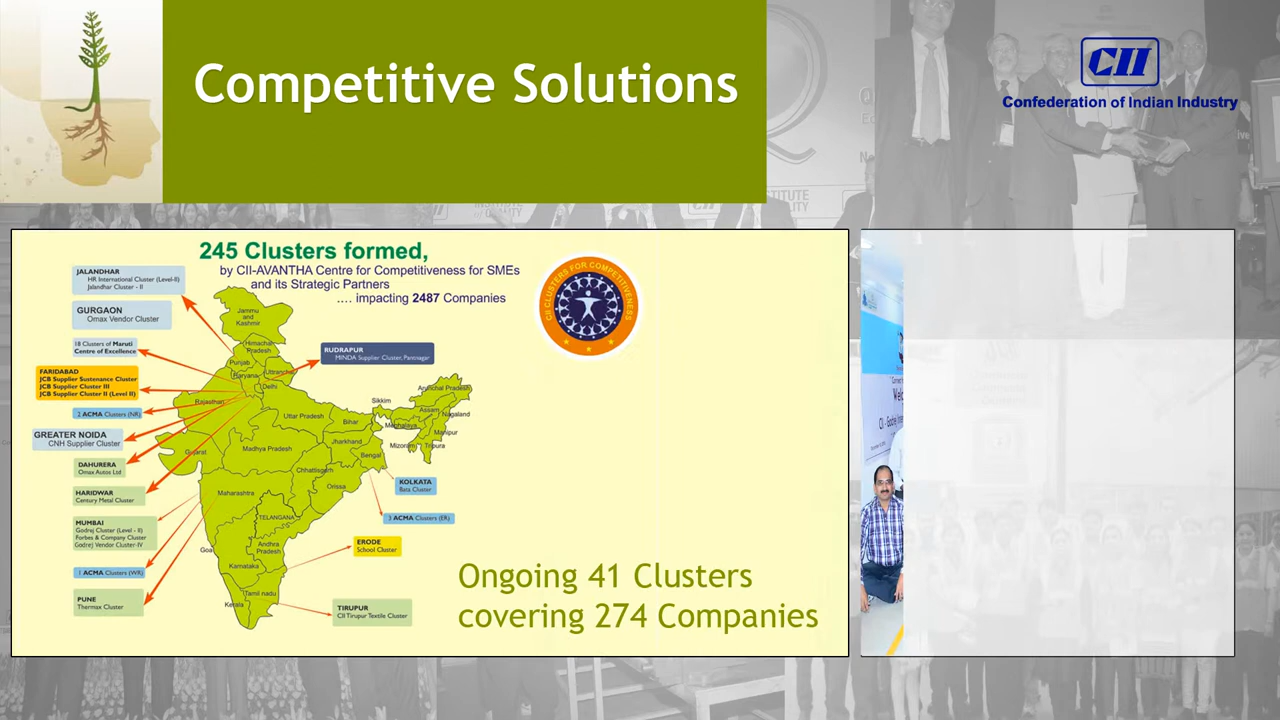 Competitive Solutions
CII
Confederation of Indian Industry
245 Clusters formed,
by CII-AVANTHA Centre for Competitiveness for SMEs
and its Strategic Partners
.... impacting 2487 Companies
CII CLUSTERS FOR COMPETITIVENESS
JALANDHAR
HR International Cluster (Level-II)
Jalandhar Cluster - II
GURGAON
Omax Vendor Cluster
18 Clusters of Maruti
Centre of Excellence
FARIDABAD
JCB Supplier Sustenance Cluster
JCB Supplier Cluster III
JCB Supplier Cluster II (Level II)
2 ACMA Clusters (NR)
GREATER NOIDA
CNH Supplier Cluster
DAHURERA
Omax Autos Ltd
HARIDWAR
Century Metal Cluster
MUMBAI
Godrej Cluster (Level - II)
Forbes & Company Cluster
Godrej Vendor Cluster-IV
1 ACMA Clusters (WR)
PUNE
Thermax Cluster
RUDRAPUR
MINDA Supplier Cluster, Pantnagar
KOLKATA
Bata Cluster
3 ACMA Clusters (ER)
ERODE
School Cluster
TIRUPUR
CII Tirupur Textile Cluster
Jammu
and
Kashmir
Himachal
Pradesh
Punjab
Uttranchal
Haryana
Delhi
Rajasthan
Uttar Pradesh
Bihar
Sikkim
Arunchal Pradesh
Assam
Nagaland
Meghalaya
Manipur
Mizoram
Tripura
Gujarat
Madhya Pradesh
Jharkhand
Bengal
Chhattisgarh
Orissa
Maharashtra
TELANGANA
Andhra
Pradesh
Goa
Karnataka
Tamil nadu
Kerala
Ongoing 41 Clusters
covering 274 Companies